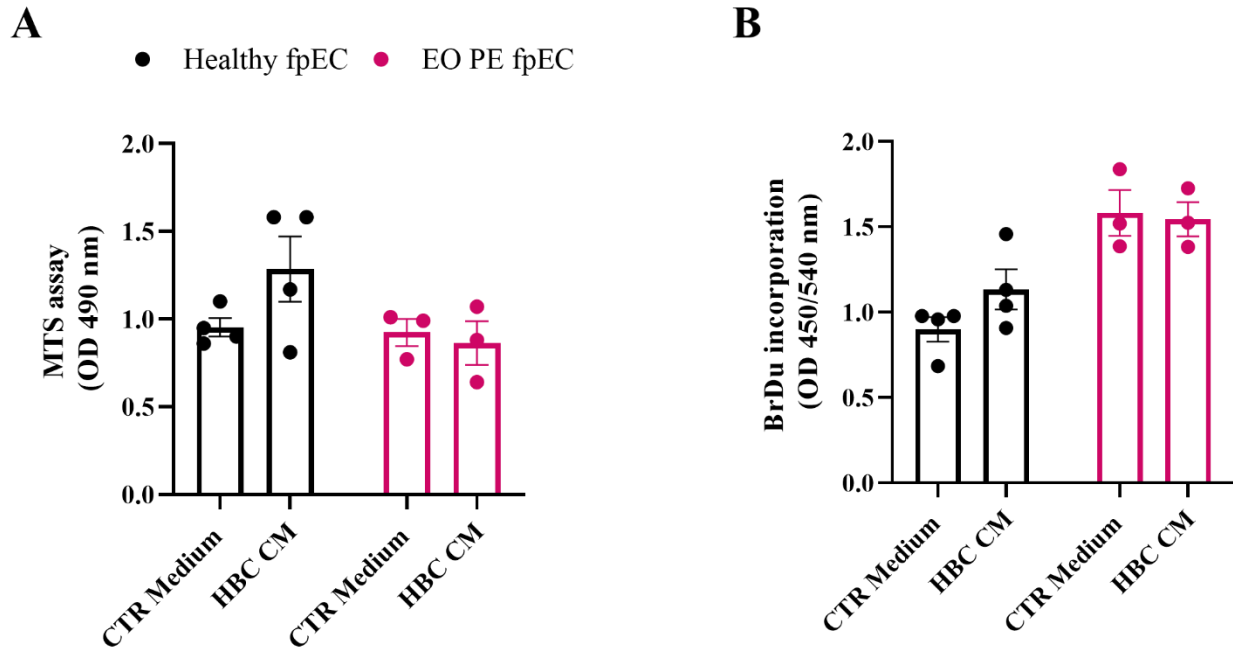 A
Healthy fpEC
EO PE fpEC
MTS assay
(OD 490 nm)
2.0
1.5
1.0
0.5
0.0
CTR Medium
HBC CM
CTR Medium
HBC CM
B
BrDu incorporation
(OD 450/540 nm)
2.0
1.5
1.0
0.5
0.0
CTR Medium
HBC CM
CTR Medium
HBC CM